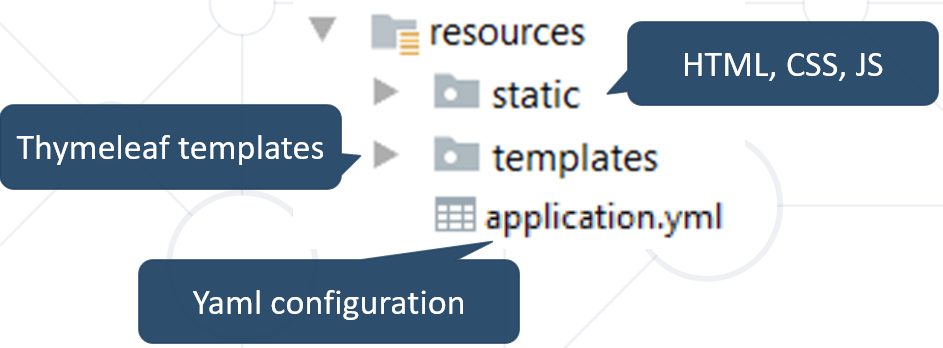 resources
static
HTML, CSS, JS
Thymeleaf templates
templates
application.yml
Yaml configuration